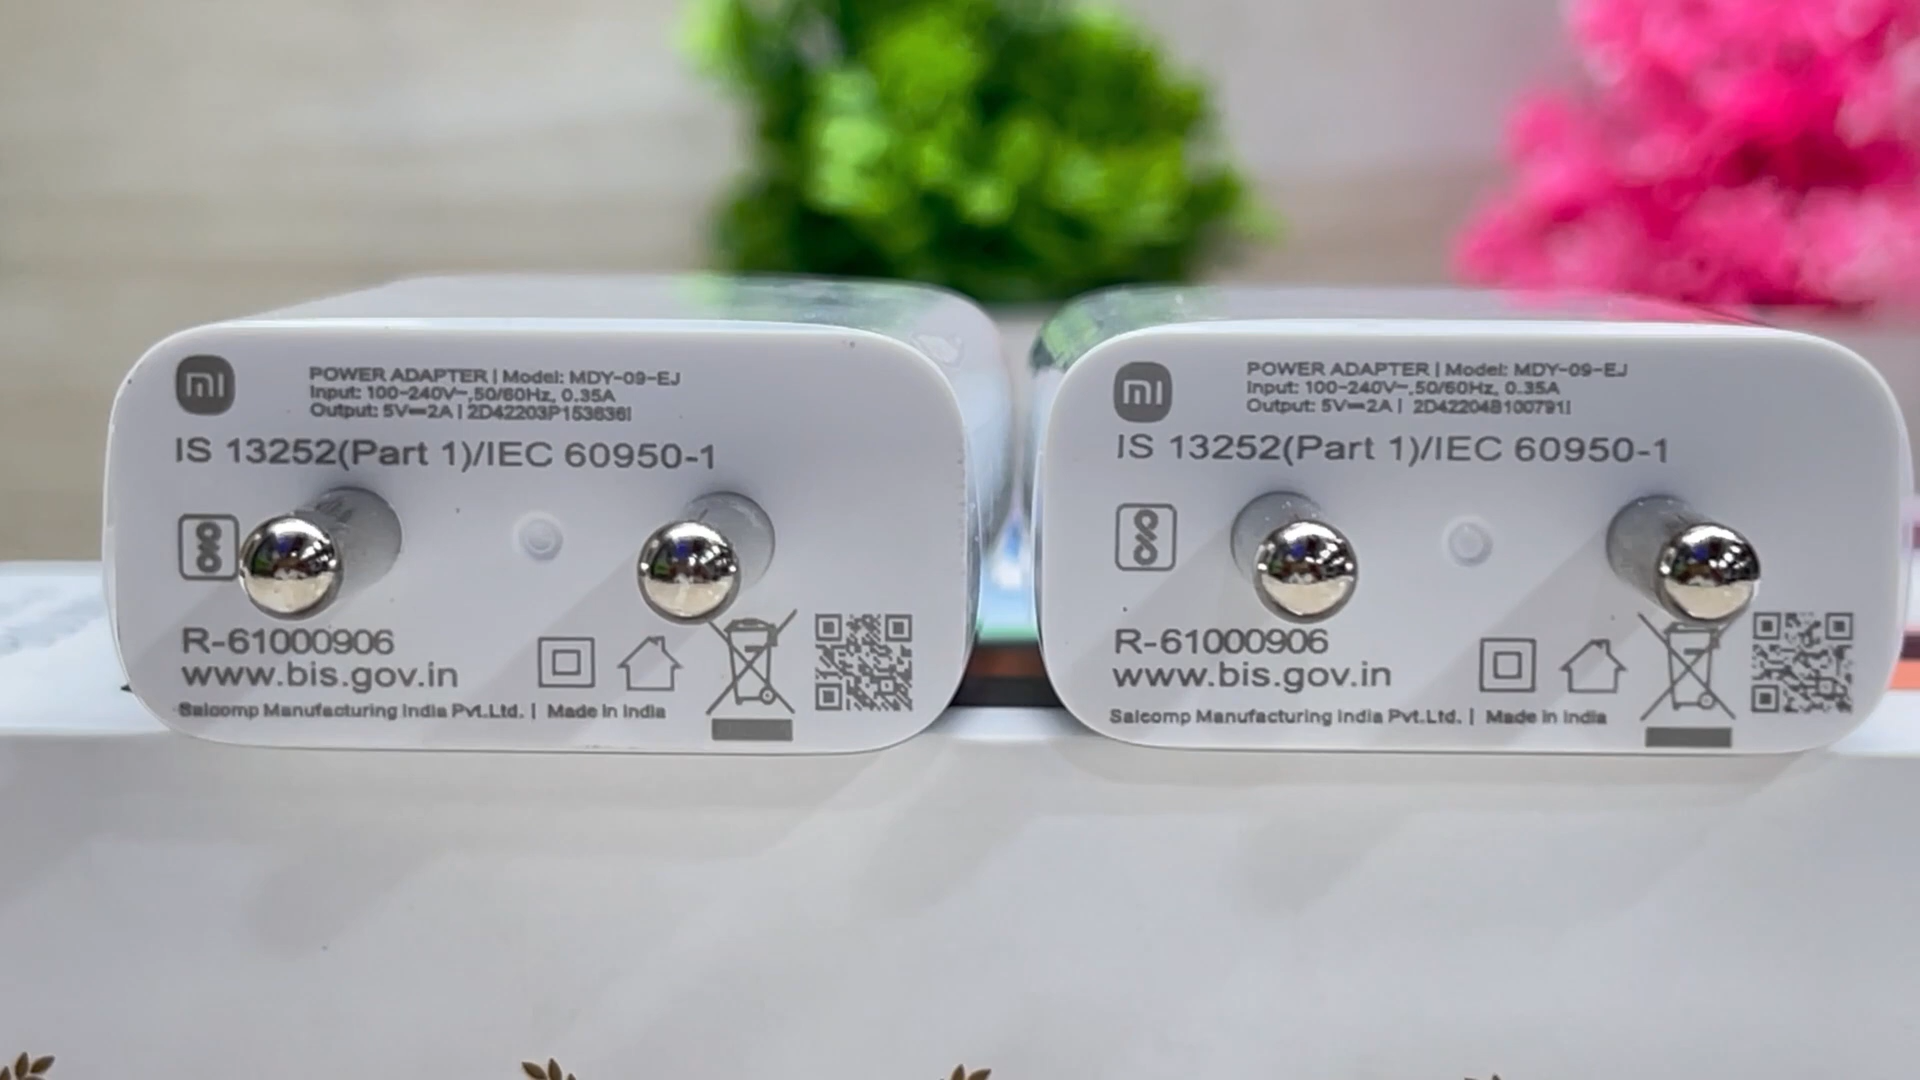 mi
POWER ADAPTER | Model: MDY-09-EJ
Input: 100-240V~,50/60Hz, 0.35A
Output: 5V⎓2A | 2D42203P153636I
IS 13252(Part 1)/IEC 60950-1
R-61000906
www.bis.gov.in
Salcomp Manufacturing India Pvt.Ltd. | Made in India
mi
POWER ADAPTER | Model: MDY-09-EJ
Input: 100-240V~,50/60Hz, 0.35A
Output: 5V⎓2A | 2D42204B100791I
IS 13252(Part 1)/IEC 60950-1
R-61000906
www.bis.gov.in
Salcomp Manufacturing India Pvt.Ltd. | Made in India